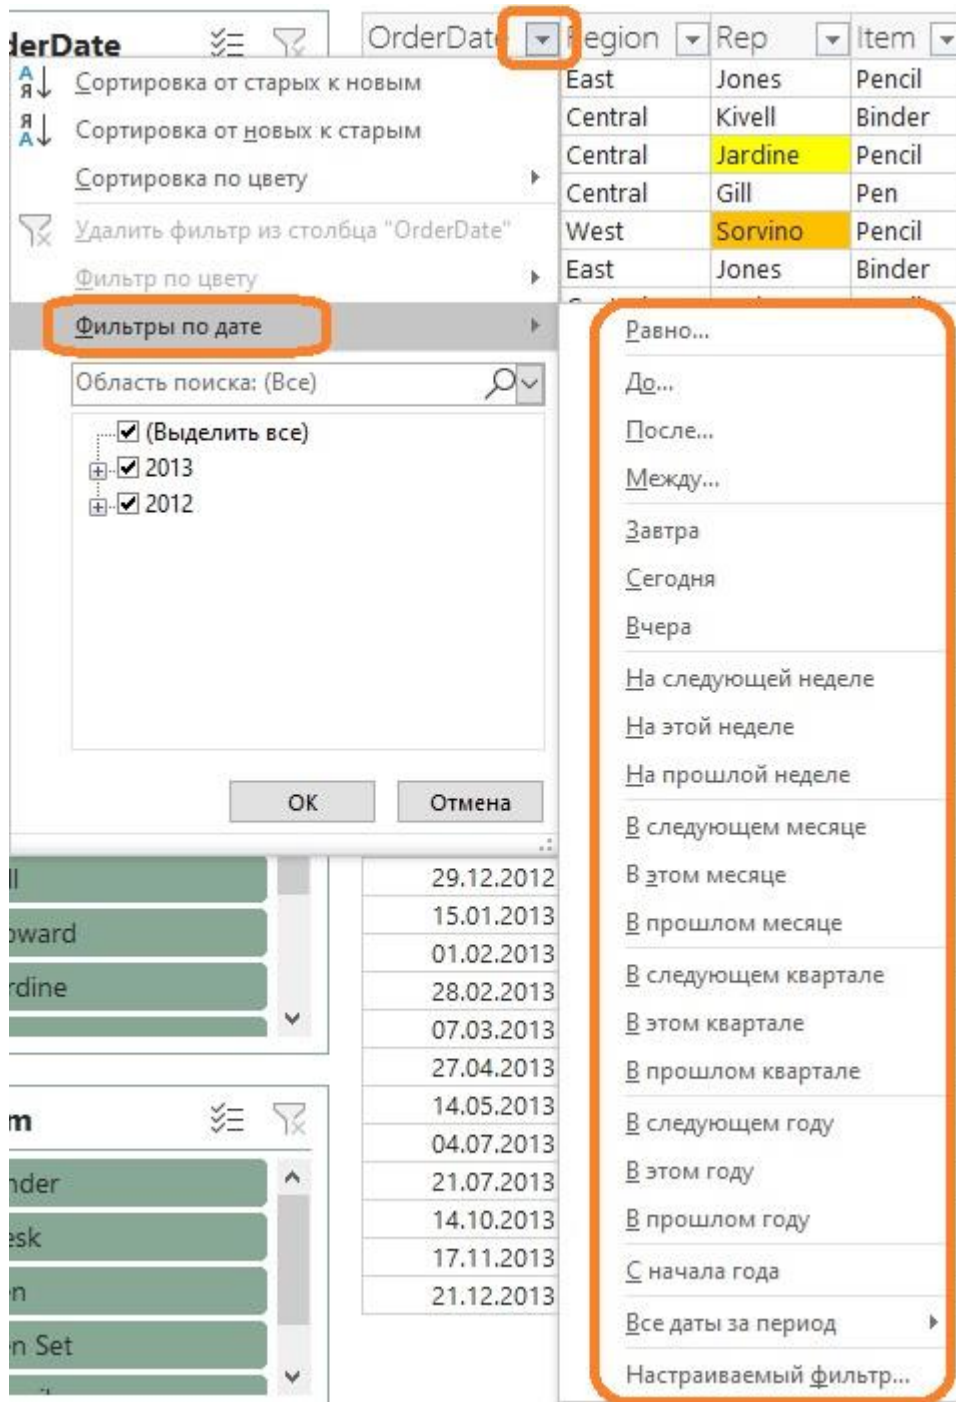 derDate
OrderDate Region Rep Item
East Jones Pencil
Central Kivell Binder
Central Jardine Pencil
Central Gill Pen
West Sorvino Pencil
East Jones Binder
Сортировка от старых к новым
Сортировка от новых к старым
Сортировка по цвету
Удалить фильтр из столбца "OrderDate"
Фильтр по цвету
Фильтры по дате
Область поиска: (Все)
(Выделить все)
2013
2012
ОК Отмена
Равно...
До...
После...
Между...
Завтра
Сегодня
Вчера
На следующей неделе
На этой неделе
На прошлой неделе
В следующем месяце
В этом месяце
В прошлом месяце
В следующем квартале
В этом квартале
В прошлом квартале
В следующем году
В этом году
В прошлом году
С начала года
Все даты за период
Настраиваемый фильтр...
29.12.2012
15.01.2013
01.02.2013
28.02.2013
07.03.2013
27.04.2013
14.05.2013
04.07.2013
21.07.2013
14.10.2013
17.11.2013
21.12.2013
ll
oward
rdine
m
nder
esk
en
en Set